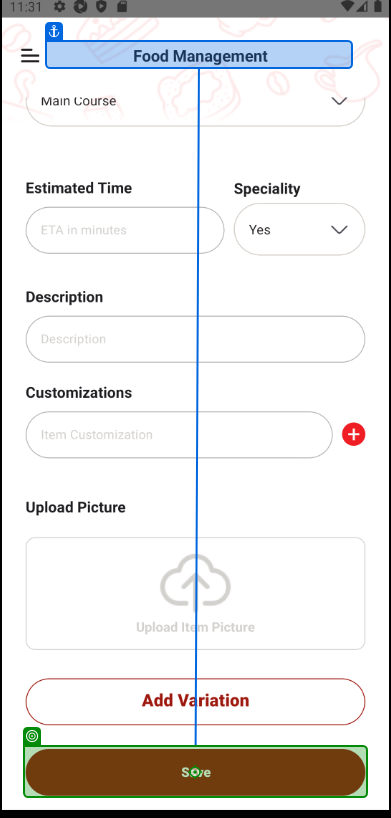 11:31
Food Management
Main Course
Estimated Time
Speciality
ETA in minutes
Yes
Description
Description
Customizations
Item Customization
Upload Picture
Upload Item Picture
Add Variation
Save